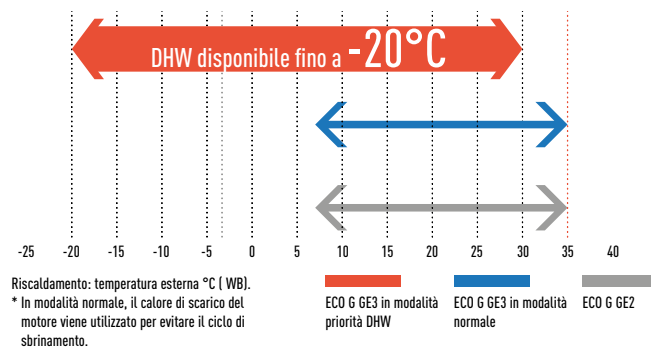 DHW disponibile fino a -20°C
-25 -20 -15 -10 -5 0 5 10 15 20 25 30 35 40
Riscaldamento: temperatura esterna °C ( WB).
* In modalità normale, il calore di scarico del
motore viene utilizzato per evitare il ciclo di
sbrinamento.
ECO G GE3 in modalità
priorità DHW
ECO G GE3 in modalità
normale
ECO G GE2